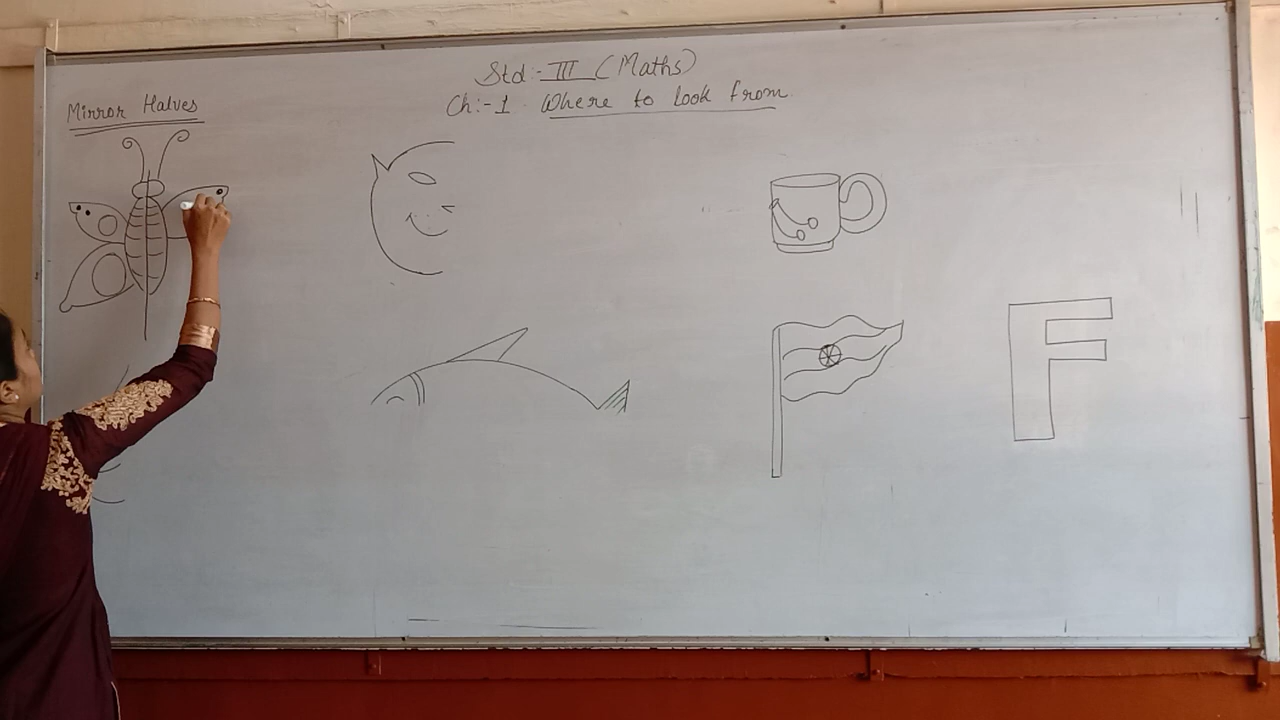 Std:- III (Maths)
Ch:-1. Where to look from.
Mirror Halves
F